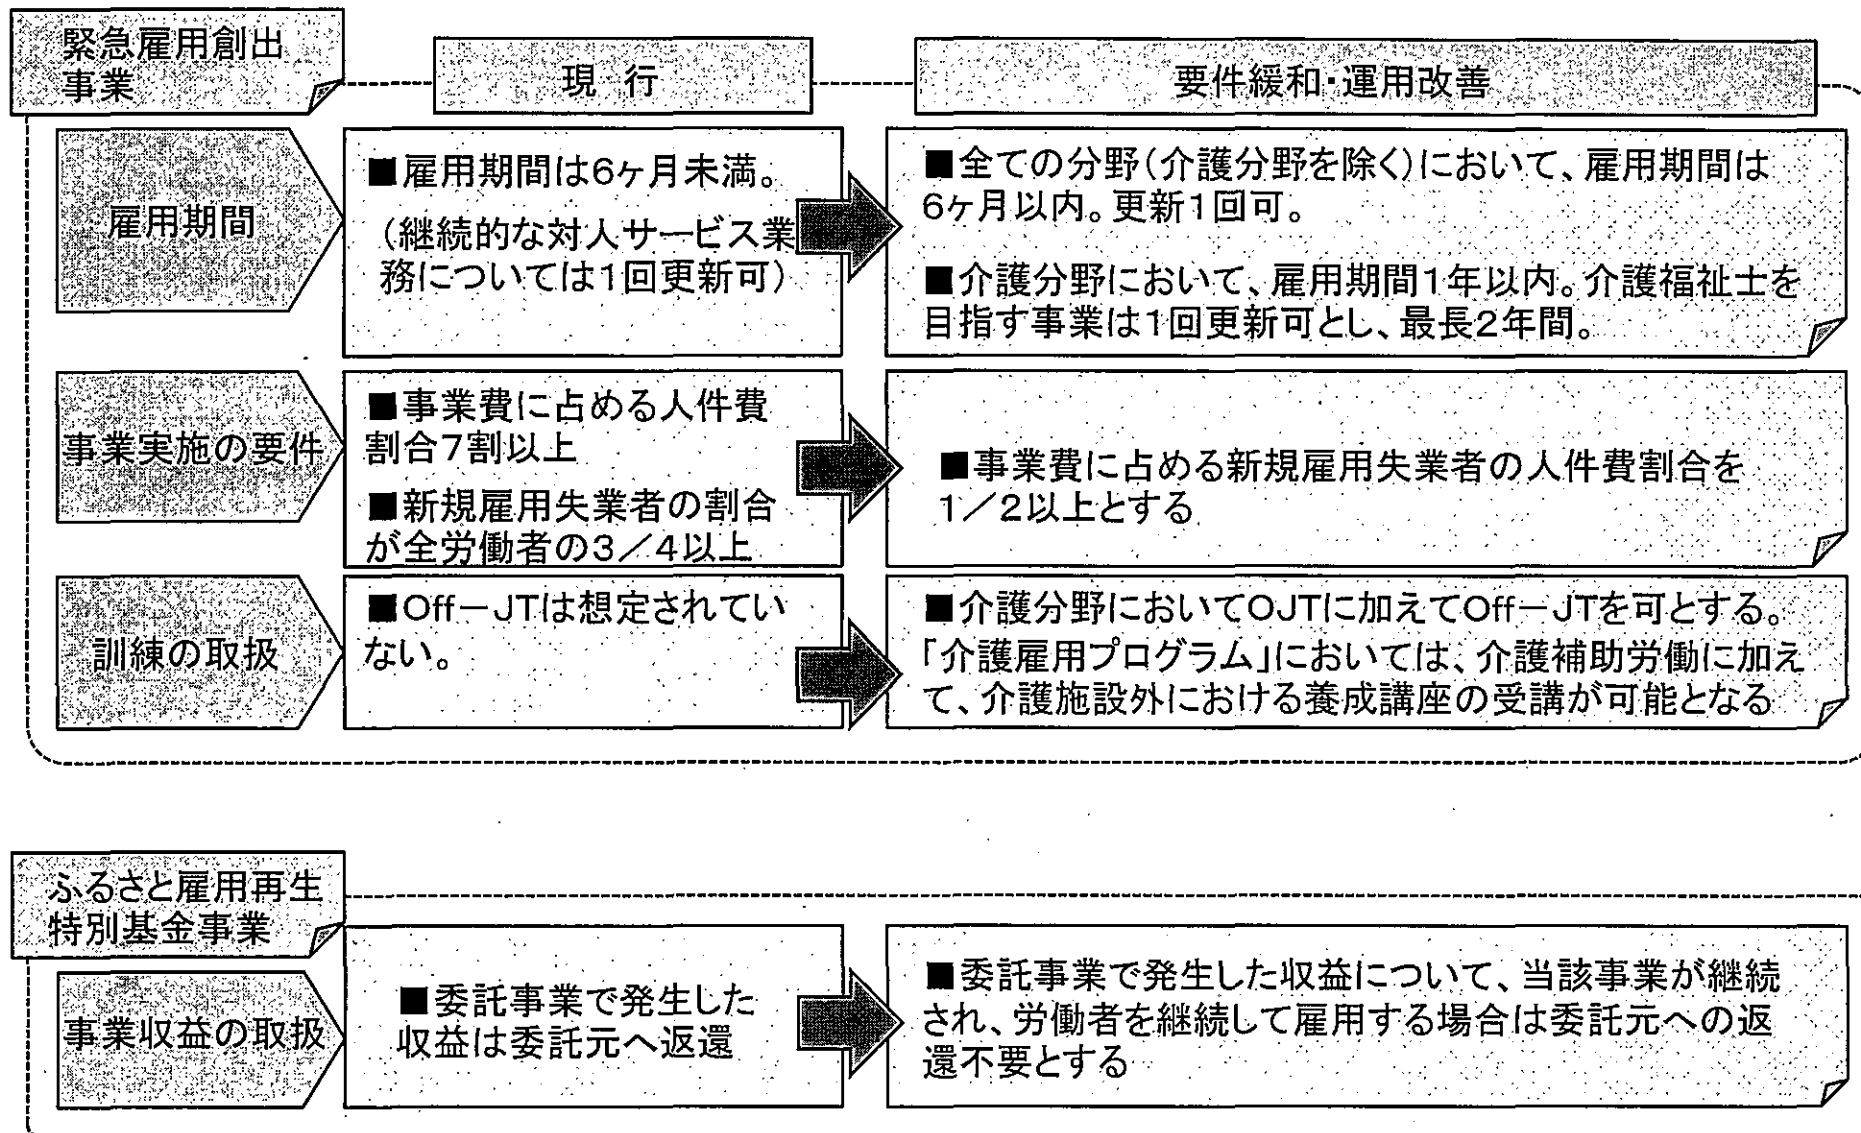 緊急雇用創出
事業
現 行
要件緩和・運用改善
雇用期間
■雇用期間は6ヶ月未満。
(継続的な対人サービス業
務については1回更新可)
■全ての分野(介護分野を除く)において、雇用期間は
6ヶ月以内。更新1回可。
■介護分野において、雇用期間1年以内。介護福祉士を
目指す事業は1回更新可とし、最長2年間。
事業実施の要件
■事業費に占める人件費
割合7割以上
■新規雇用失業者の割合
が全労働者の3/4以上
■事業費に占める新規雇用失業者の人件費割合を
1/2以上とする
訓練の取扱
■Off-JTは想定されてい
ない。
■介護分野においてOJTに加えてOff-JTを可とする。
「介護雇用プログラム」においては、介護補助労働に加え
て、介護施設外における養成講座の受講が可能となる
ふるさと雇用再生
特別基金事業
事業収益の取扱
■委託事業で発生した
収益は委託元へ返還
■委託事業で発生した収益について、当該事業が継続
され、労働者を継続して雇用する場合は委託元への返
還不要とする